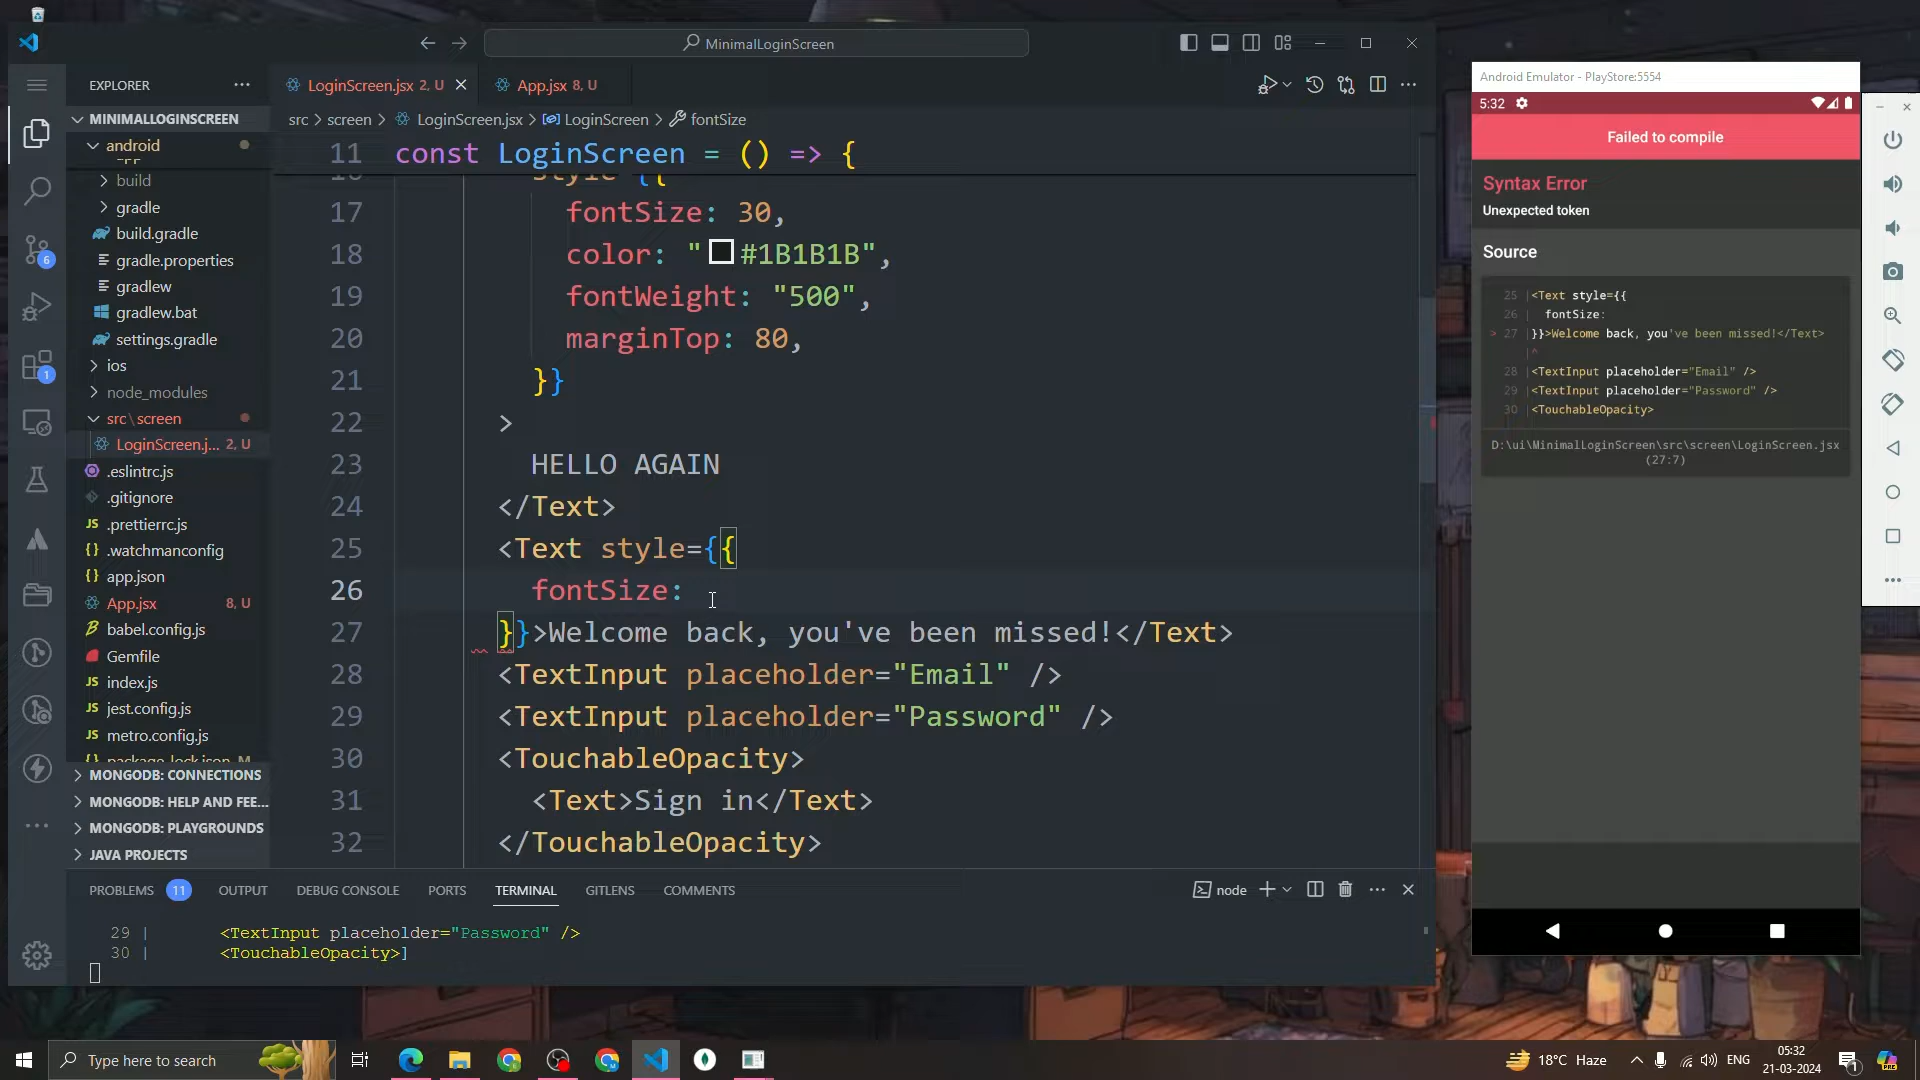 MinimalLoginScreen
EXPLORER
LoginScreen.jsx 2, U
App.jsx 8, U
src > screen > LoginScreen.jsx > LoginScreen > fontSize
MINIMALLOGINSCREEN
android
build
gradle
build.gradle
gradle.properties
gradlew
gradlew.bat
settings.gradle
ios
node_modules
src\screen
LoginScreen.j... 2, U
.eslintrc.js
.gitignore
.prettierrc.js
.watchmanconfig
app.json
App.jsx 8, U
babel.config.js
Gemfile
index.js
jest.config.js
metro.config.js
package-lock.json M
MONGODB: CONNECTIONS
MONGODB: HELP AND FEE...
MONGODB: PLAYGROUNDS
JAVA PROJECTS
6
1
11 const LoginScreen = () => {
16 style={{
17 fontSize: 30,
18 color: "#1B1B1B",
19 fontWeight: "500",
20 marginTop: 80,
21 }}
22 >
23 HELLO AGAIN
24 </Text>
25 <Text style={{
26 fontSize:
27 }}>Welcome back, you've been missed!</Text>
28 <TextInput placeholder="Email" />
29 <TextInput placeholder="Password" />
30 <TouchableOpacity>
31 <Text>Sign in</Text>
32 </TouchableOpacity>
PROBLEMS 11 OUTPUT DEBUG CONSOLE PORTS TERMINAL GITLENS COMMENTS
node
29 | <TextInput placeholder="Password" />
30 | <TouchableOpacity>]
Android Emulator - PlayStore:5554
5:32
Failed to compile
Syntax Error
Unexpected token
Source
25 |<Text style={{
26 | fontSize:
> 27 |}}>Welcome back, you've been missed!</Text>
|^
28 |<TextInput placeholder="Email" />
29 |<TextInput placeholder="Password" />
30 |<TouchableOpacity>
D:\ui\MinimalLoginScreen\src\screen\LoginScreen.jsx
(27:7)
Type here to search
18°C Haze
ENG
05:32
21-03-2024
1